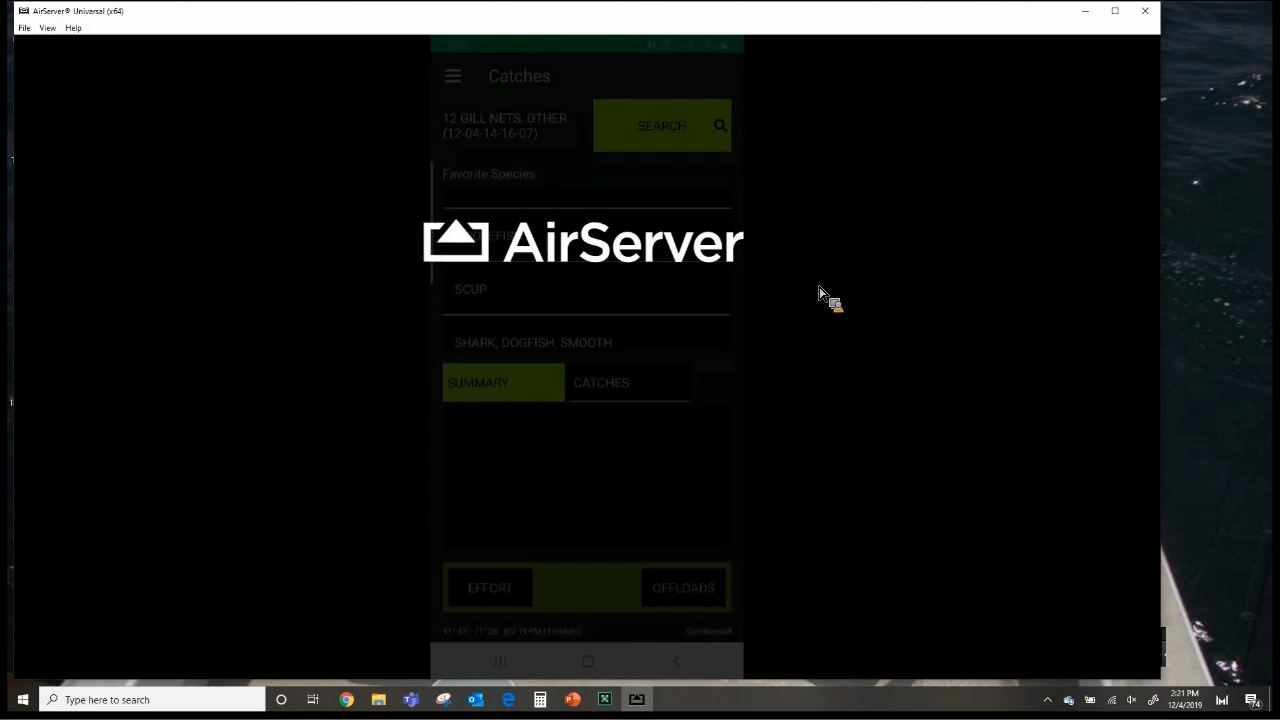 AirServer® Universal (x64)
File View Help
Catches
12 GILL NETS, OTHER
(12-04-14-16-07)
SEARCH
Favorite Species
AirServer
SCUP
SHARK, DOGFISH, SMOOTH
SUMMARY CATCHES
EFFORT OFFLOADS
Commercial
Type here to search
2:21 PM
12/4/2019
74